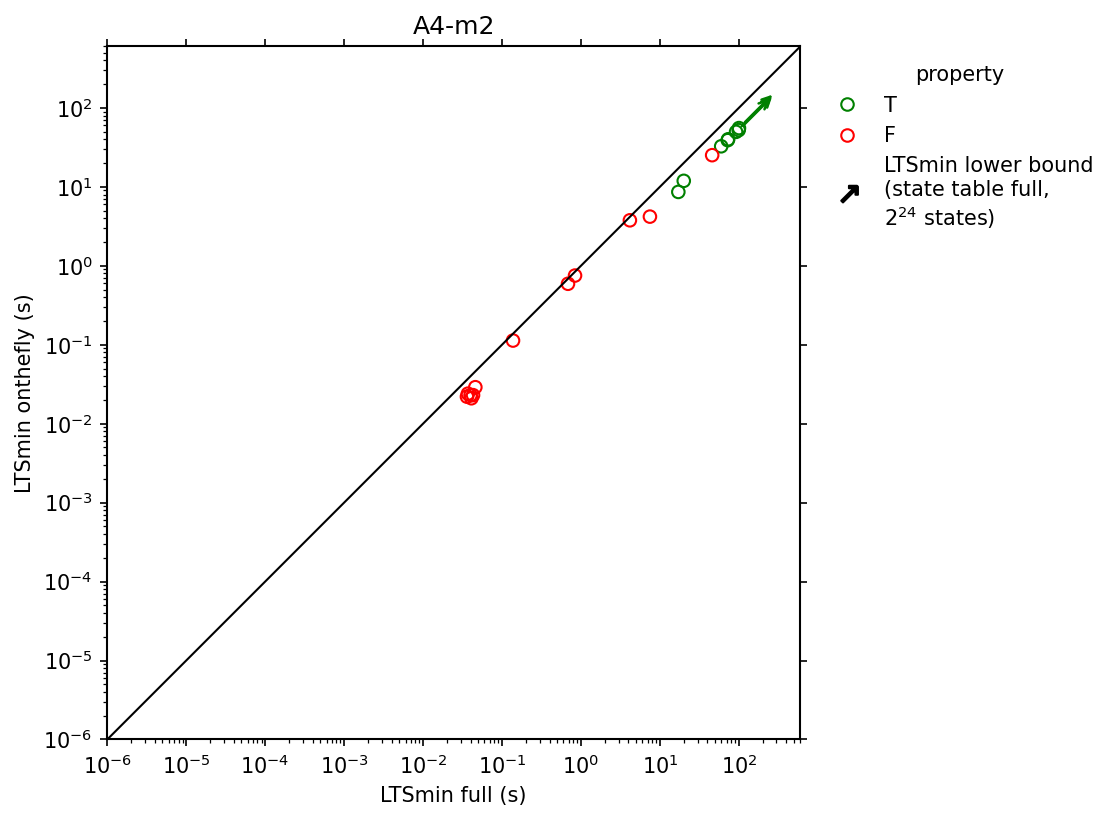 A4-m2
property
T
F
LTSmin lower bound
(state table full,
2^24 states)
LTSmin onthefly (s)
10^2
10^1
10^0
10^−1
10^−2
10^−3
10^−4
10^−5
10^−6
10^−6 10^−5 10^−4 10^−3 10^−2 10^−1 10^0 10^1 10^2
LTSmin full (s)